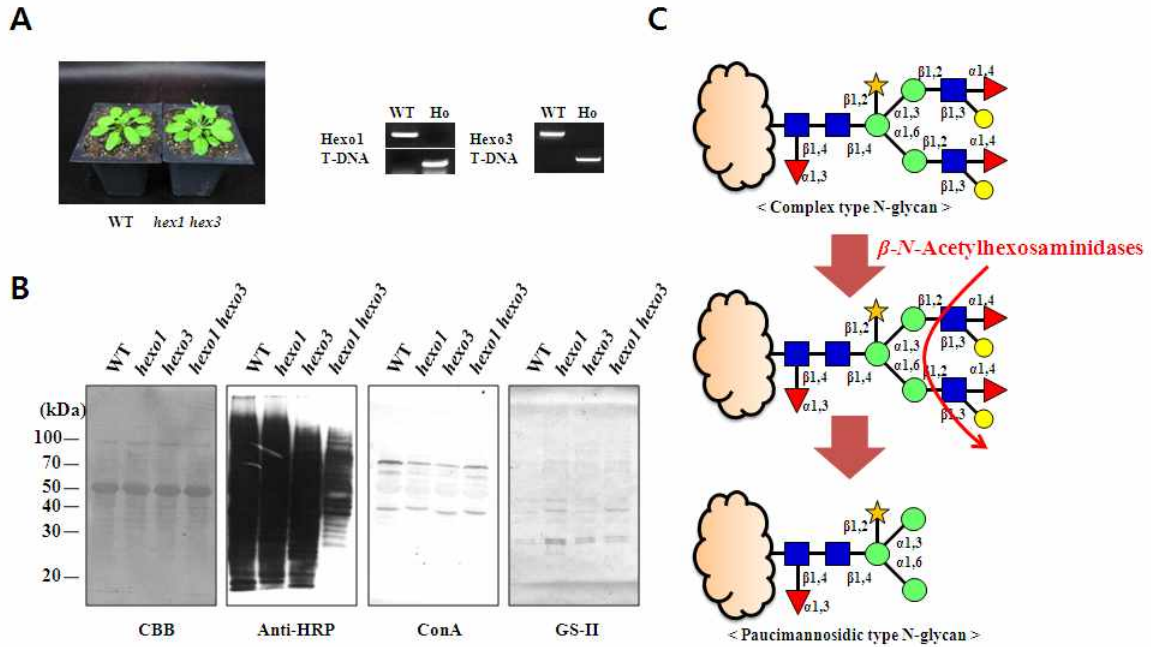 A
WT hex1 hex3
WT Ho
Hexo1
T-DNA
WT Ho
Hexo3
T-DNA
B
WT hexo1 hexo3 hexo1 hexo3
WT hexo1 hexo3 hexo1 hexo3
WT hexo1 hexo3 hexo1 hexo3
WT hexo1 hexo3 hexo1 hexo3
(kDa)
100
70
50
40
30
20
CBB
Anti-HRP
ConA
GS-II
C
β1,2 α1,4
β1,2
α1,3 β1,3
α1,6
β1,4 β1,4 β1,2 α1,4
α1,3 β1,3
< Complex type N-glycan >
β-N-Acetylhexosaminidases
β1,2 α1,4
β1,2
α1,3 β1,3
α1,6
β1,4 β1,4 β1,2 α1,4
α1,3 β1,3
β1,2
α1,3
α1,6
β1,4 β1,4
α1,3
< Paucimannosidic type N-glycan >